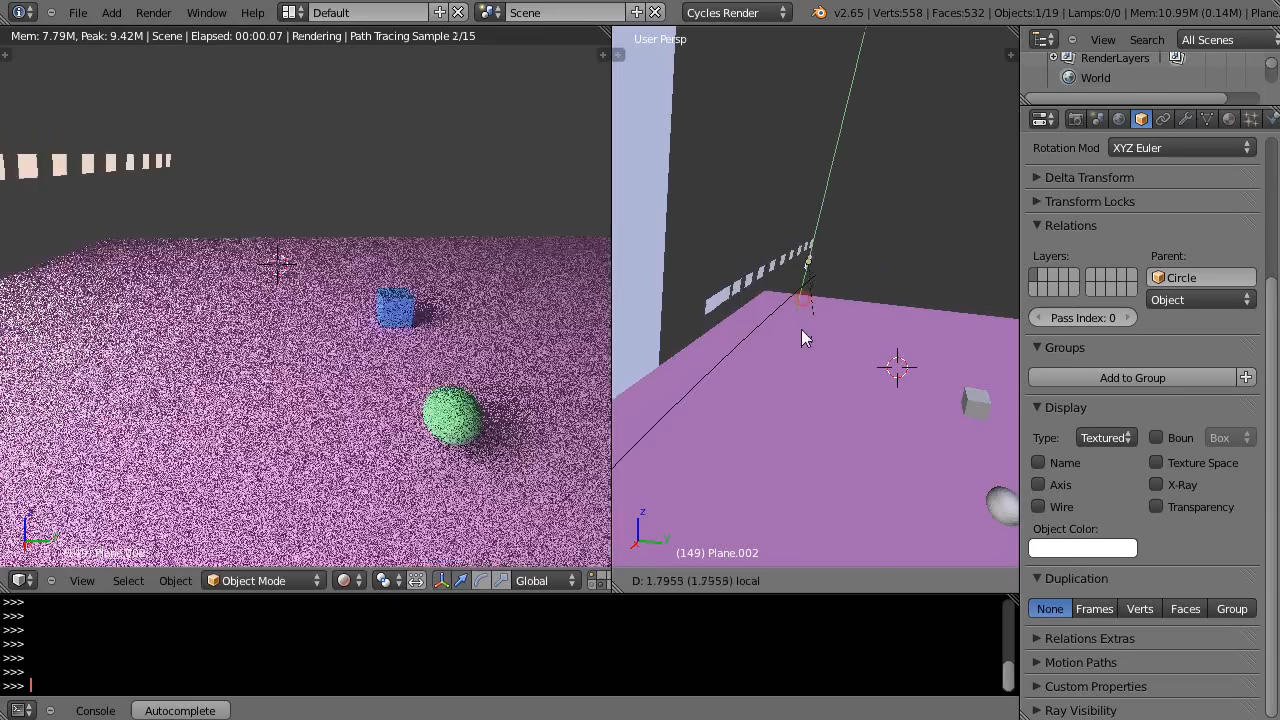 File Add Render Window Help Default Scene Cycles Render v2.65 | Verts:558 | Faces:532 | Objects:1/19 | Lamps:0/0 | Mem:10.95M (0.14M) | Plane.
Mem: 7.79M, Peak: 9.42M | Scene | Elapsed: 00:00.07 | Rendering | Path Tracing Sample 2/15
User Persp
View Search All Scenes
RenderLayers
World
Rotation Mod XYZ Euler
Delta Transform
Transform Locks
Relations
Layers: Parent:
Circle
Object
Pass Index: 0
Groups
Add to Group
Display
Type: Textured Boun Box
Name Texture Space
Axis X-Ray
Wire Transparency
Object Color:
Duplication
None Frames Verts Faces Group
Relations Extras
Motion Paths
Custom Properties
Ray Visibility
z
y
z
y
x
(149) Plane.002
View Select Object Object Mode Global
D: 1.7955 (1.7553) local
>>>
>>>
>>>
>>>
>>>
>>>
>>>
Console Autocomplete